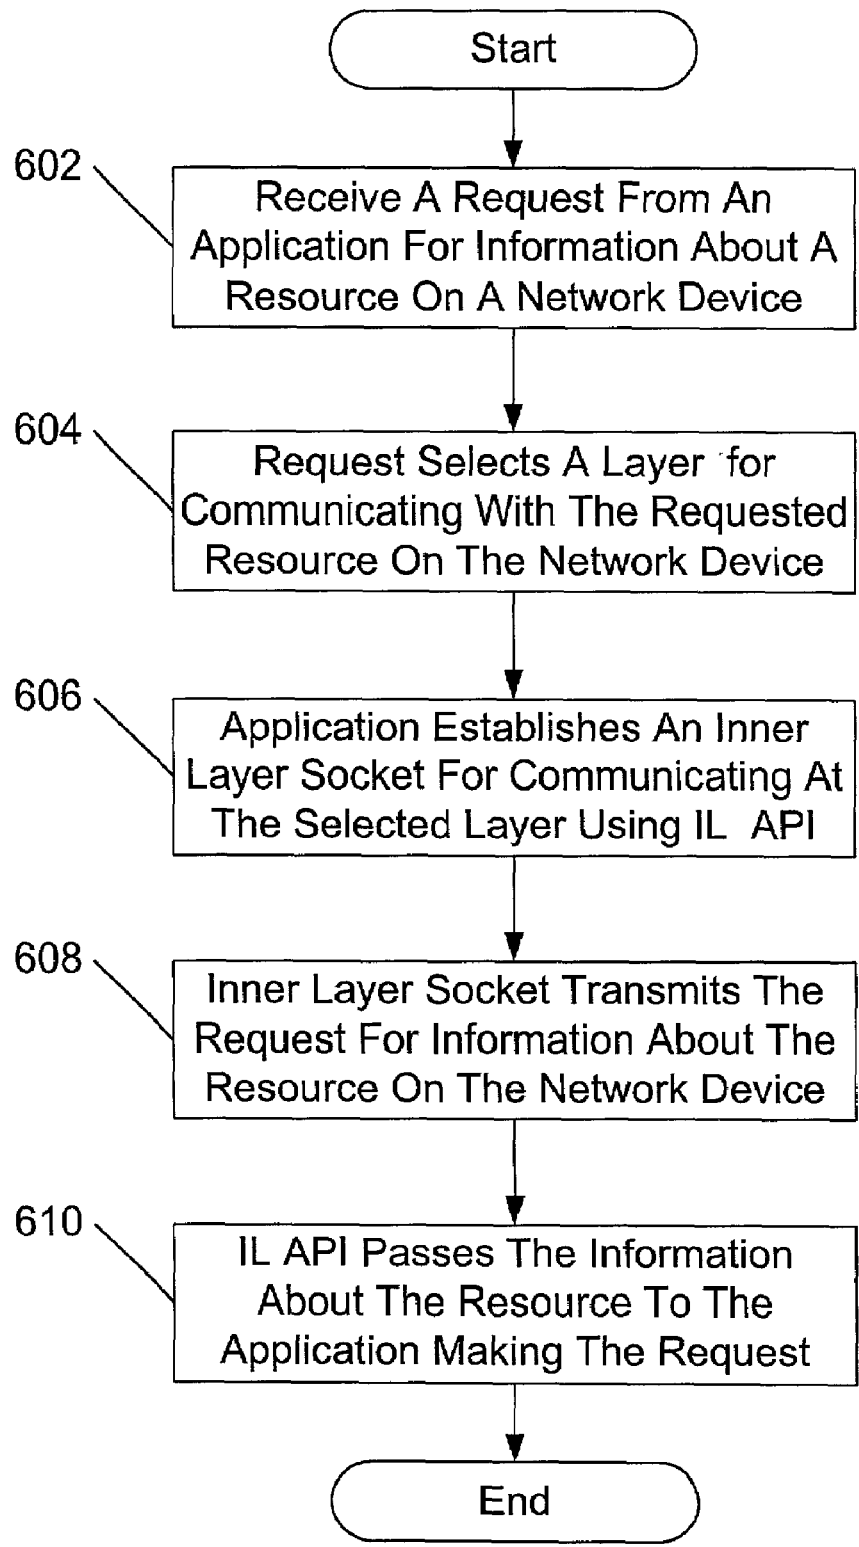 Start
602
Receive A Request From An
Application For Information About A
Resource On A Network Device
604
Request Selects A Layer for
Communicating With The Requested
Resource On The Network Device
606
Application Establishes An Inner
Layer Socket For Communicating At
The Selected Layer Using IL API
608
Inner Layer Socket Transmits The
Request For Information About The
Resource On The Network Device
610
IL API Passes The Information
About The Resource To The
Application Making The Request
End